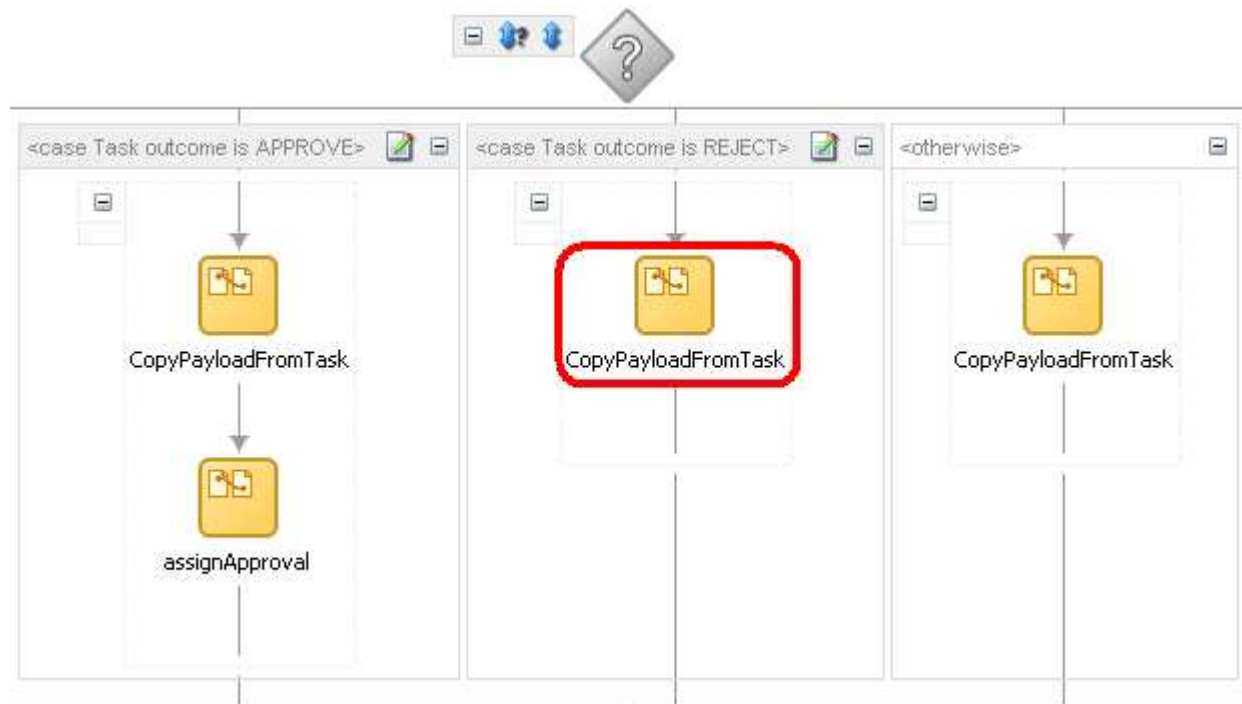 ?
?
<case Task outcome is APPROVE>
<case Task outcome is REJECT>
<otherwise>
CopyPayloadFromTask
CopyPayloadFromTask
CopyPayloadFromTask
assignApproval